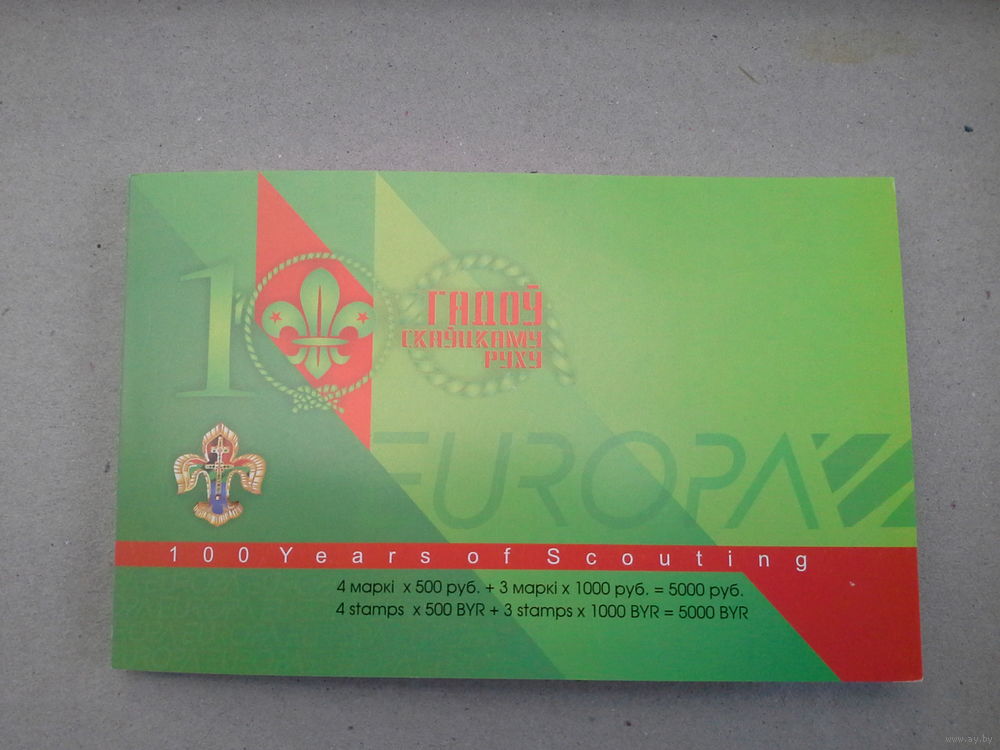 100
ГАДОЎ
СКАЎЦКАМУ
РУХУ
EUROPA
100 Years of Scouting
4 маркі х 500 руб. + 3 маркі х 1000 руб. = 5000 руб.
4 stamps x 500 BYR + 3 stamps x 1000 BYR = 5000 BYR
www.ay.by